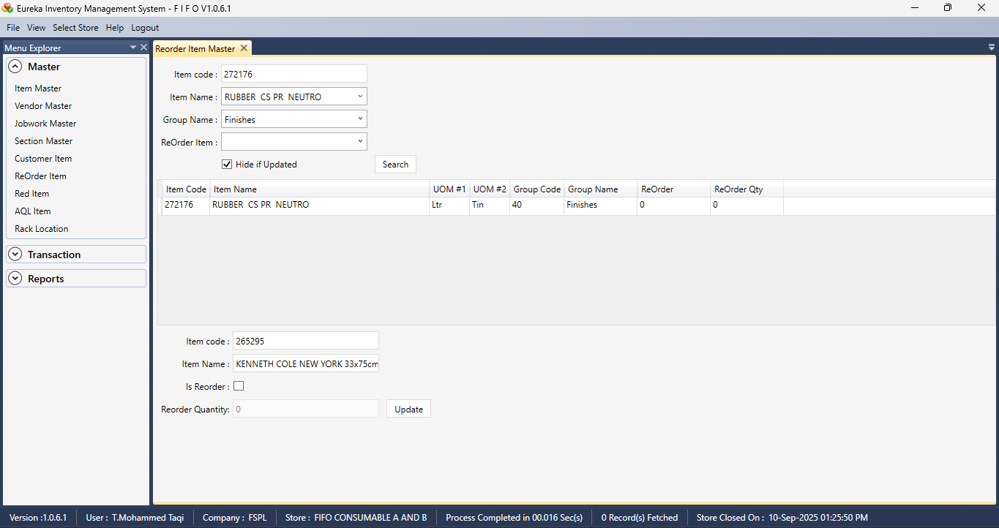 Eureka Inventory Management System - F I F O V1.0.6.1
File View Select Store Help Logout
Menu Explorer
Master
Item Master
Vendor Master
Jobwork Master
Section Master
Customer Item
ReOrder Item
Red Item
AQL Item
Rack Location
Transaction
Reports
Reorder Item Master
Item code : 272176
Item Name : RUBBER CS PR NEUTRO
Group Name : Finishes
ReOrder Item :
Hide if Updated Search
Item Code Item Name UOM #1 UOM #2 Group Code Group Name ReOrder ReOrder Qty
272176 RUBBER CS PR NEUTRO Ltr Tin 40 Finishes 0 0
Item code : 265295
Item Name : KENNETH COLE NEW YORK 33x75cm
Is Reorder :
Reorder Quantity: 0 Update
Version :1.0.6.1 User : T.Mohammed Taqi Company : FSPL Store : FIFO CONSUMABLE A AND B Process Completed in 00.016 Sec(s) 0 Record(s) Fetched Store Closed On : 10-Sep-2025 01:25:50 PM